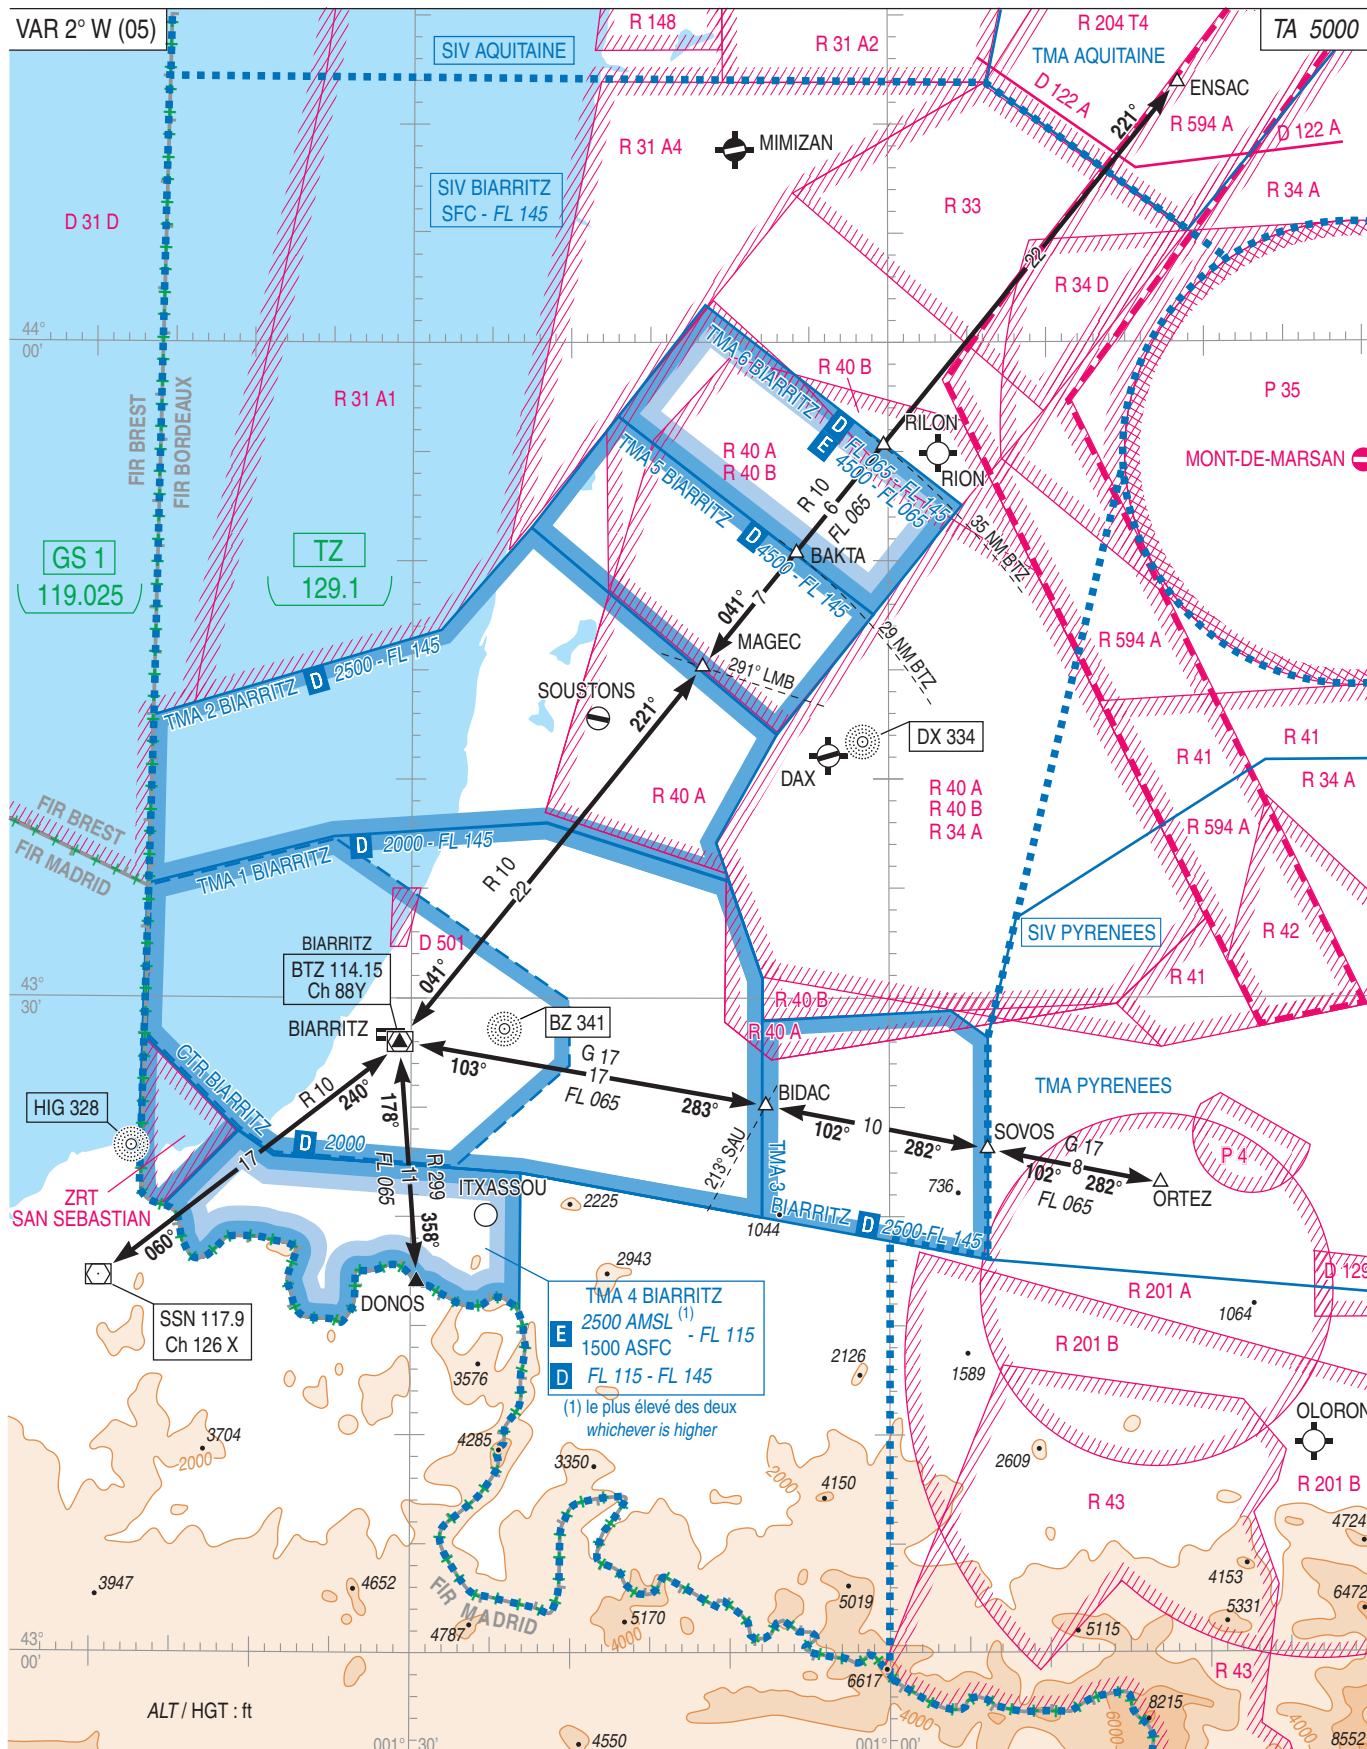 VAR 2° W (05)
TA 5000
R 148
R 31 A2
R 204 T4
TMA AQUITAINE
SIV AQUITAINE
D 122 A
ENSAC
R 594 A
D 122 A
221°
R 31 A4
MIMIZAN
SIV BIARRITZ
SFC - FL 145
R 34 A
D 31 D
R 33
22
R 34 D
44°
00'
FIR BREST
FIR BORDEAUX
R 31 A1
TMA 6 BIARRITZ
R 40 B
P 35
RILON
RION
MONT-DE-MARSAN
D
E
FL 065 - FL 145
4500 - FL 065
R 40 A
R 40 B
TMA 5 BIARRITZ
D
4500 - FL 145
R 10
6
FL 065
BAKTA
35 NM BTZ
GS 1
119.025
TZ
129.1
041°
7
MAGEC
291° LMB
29 NM BTZ
R 594 A
TMA 2 BIARRITZ
D
2500 - FL 145
SOUSTONS
221°
DX 334
DAX
R 41
R 41
R 34 A
R 40 A
R 40 A
R 40 B
R 34 A
R 594 A
FIR BREST
FIR MADRID
TMA 1 BIARRITZ
D
2000 - FL 145
R 10
22
D 501
SIV PYRENEES
R 42
R 41
BIARRITZ
BTZ 114.15
Ch 88Y
041°
43°
30'
R 40 B
R 40 A
BIARRITZ
BZ 341
CTR BIARRITZ
103°
G 17
17
FL 065
283°
BIDAC
TMA PYRENEES
HIG 328
R 10
240°
178°
102°
10
282°
SOVOS
G 17
8
102°
282°
FL 065
ORTEZ
P 4
D
2000
17
R 299
11
FL 065
358°
213° SAU
TMA 3
BIARRITZ
D
2500-FL 145
736
ITXASSOU
2225
1044
ZRT
SAN SEBASTIAN
060°
SSN 117.9
Ch 126 X
DONOS
2943
TMA 4 BIARRITZ
E
2500 AMSL (1)
1500 ASFC
- FL 115
D
FL 115 - FL 145
(1) le plus élevé des deux
whichever is higher
D 129
R 201 A
1064
R 201 B
2126
1589
3576
OLORON
3704
2000
4285
3350
2000
4150
2609
R 43
R 201 B
4724
3947
4652
FIR MADRID
4787
5170
4000
5019
4153
6472
5331
5115
43°
00'
6617
R 43
ALT / HGT : ft
8215
4000
6000
4000
8552
4550
001° 30'
001° 00'